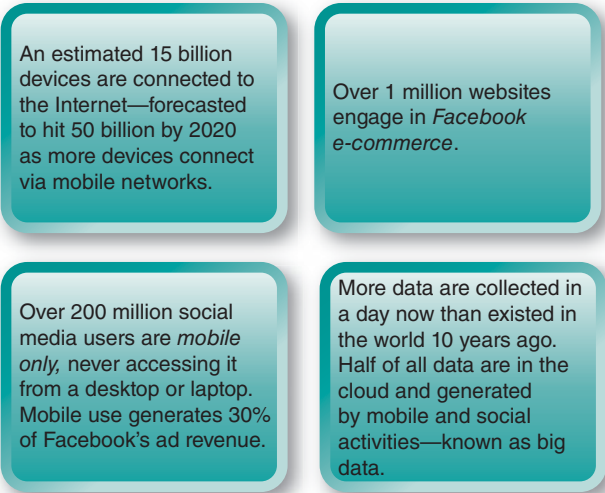 An estimated 15 billion
devices are connected to
the Internet—forecasted
to hit 50 billion by 2020
as more devices connect
via mobile networks.
Over 1 million websites
engage in Facebook
e-commerce.
Over 200 million social
media users are mobile
only, never accessing it
from a desktop or laptop.
Mobile use generates 30%
of Facebook's ad revenue.
More data are collected in
a day now than existed in
the world 10 years ago.
Half of all data are in the
cloud and generated
by mobile and social
activities—known as big
data.